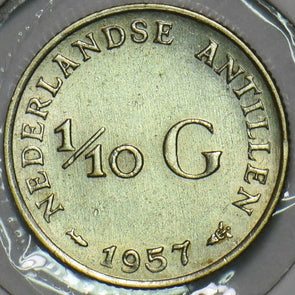 NEDERLANDSE ANTILLEN
1/10 G
1957